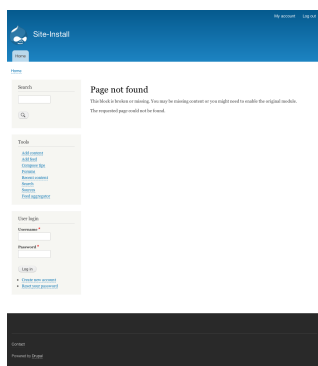 My account Log out
Site-Install
Home
Home
Search
Page not found
This block is broken or missing. You may be missing content or you might need to enable the original module.
The requested page could not be found.
Tools
Add content
Add feed
Compose tips
Forums
Recent content
Search
Sources
Feed aggregator
User login
Username *
Password *
Log in
Create new account
Reset your password
Contact
Powered by Drupal